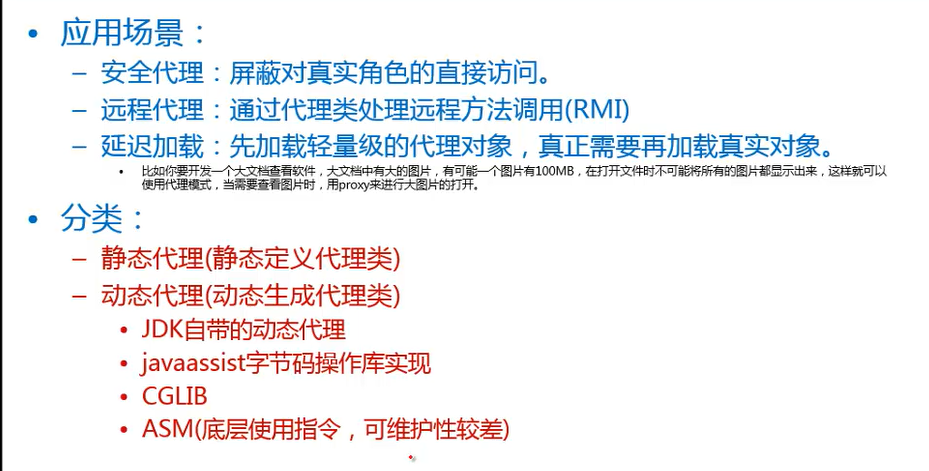 • 应用场景：
– 安全代理：屏蔽对真实角色的直接访问。
– 远程代理：通过代理类处理远程方法调用(RMI)
– 延迟加载：先加载轻量级的代理对象，真正需要再加载真实对象。
• 比如你要开发一个大文档查看软件，大文档中有大的图片，有可能一个图片有100MB，在打开文件时不可能将所有的图片都显示出来，这样就可以
使用代理模式，当需要查看图片时，用proxy来进行大图片的打开。
• 分类：
– 静态代理(静态定义代理类)
– 动态代理(动态生成代理类)
• JDK自带的动态代理
• javaassist字节码操作库实现
• CGLIB
• ASM(底层使用指令，可维护性较差)